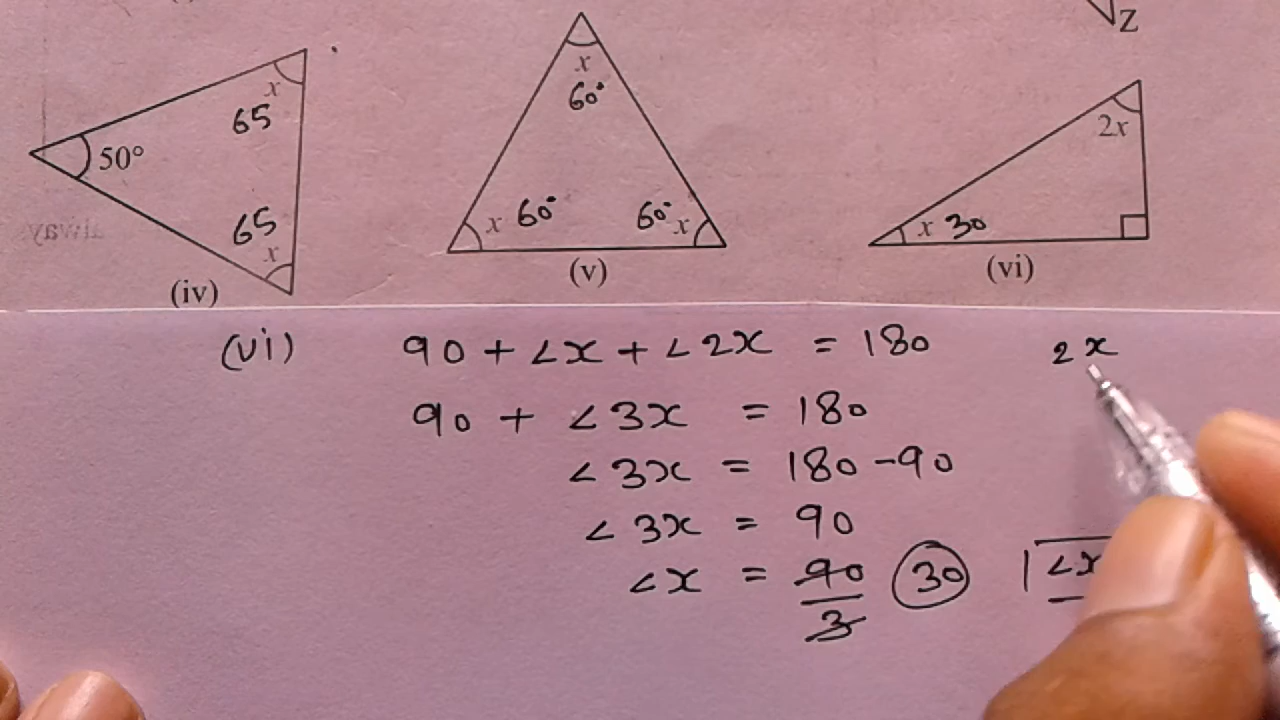 Z
x
65
50°
65
x
(iv)
x
60°
x 60°
60° x
(v)
2x
x 30
(vi)
(vi) 90 + ∠x + ∠2x = 180
2x
90 + ∠3x = 180
∠3x = 180 - 90
∠3x = 90
∠x = 90/3 30
∠x